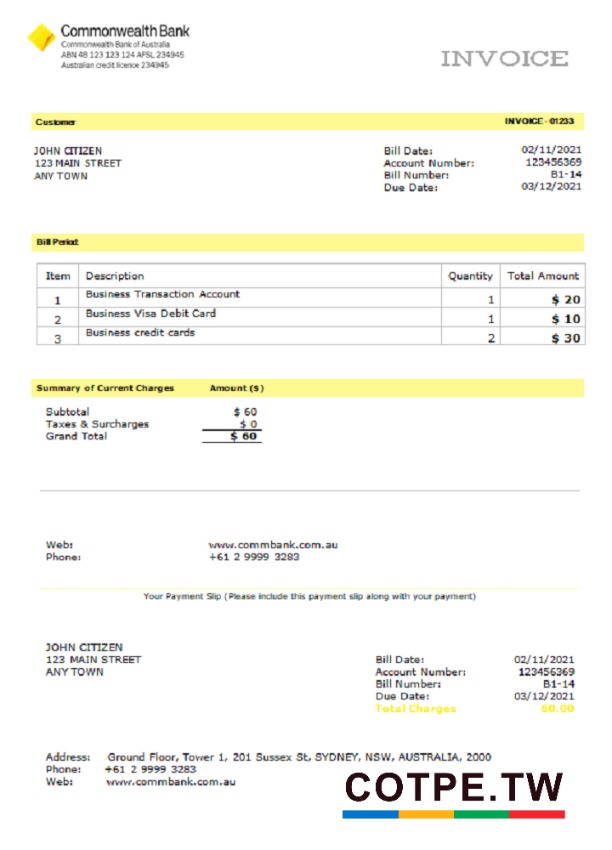 CommonwealthBank
Commonwealth Bank of Australia
ABN 48 123 123 124 AFSL 234945
Australian credit licence 234945
INVOICE
Customer INVOICE - 01233
JOHN CITIZEN Bill Date: 02/11/2021
123 MAIN STREET Account Number: 123456369
ANY TOWN Bill Number: B1-14
Due Date: 03/12/2021
Bill Period:
Item Description Quantity Total Amount
1 Business Transaction Account 1 $ 20
2 Business Visa Debit Card 1 $ 10
3 Business credit cards 2 $ 30
Summary of Current Charges Amount ($)
Subtotal $ 60
Taxes & Surcharges $ 0
Grand Total $ 60
Web: www.commbank.com.au
Phone: +61 2 9999 3283
Your Payment Slip (Please include this payment slip along with your payment)
JOHN CITIZEN
123 MAIN STREET Bill Date: 02/11/2021
ANY TOWN Account Number: 123456369
Bill Number: B1-14
Due Date: 03/12/2021
Total Charges 60.00
Address: Ground Floor, Tower 1, 201 Sussex St, SYDNEY, NSW, AUSTRALIA, 2000
Phone: +61 2 9999 3283
Web: www.commbank.com.au
COTPE.TW